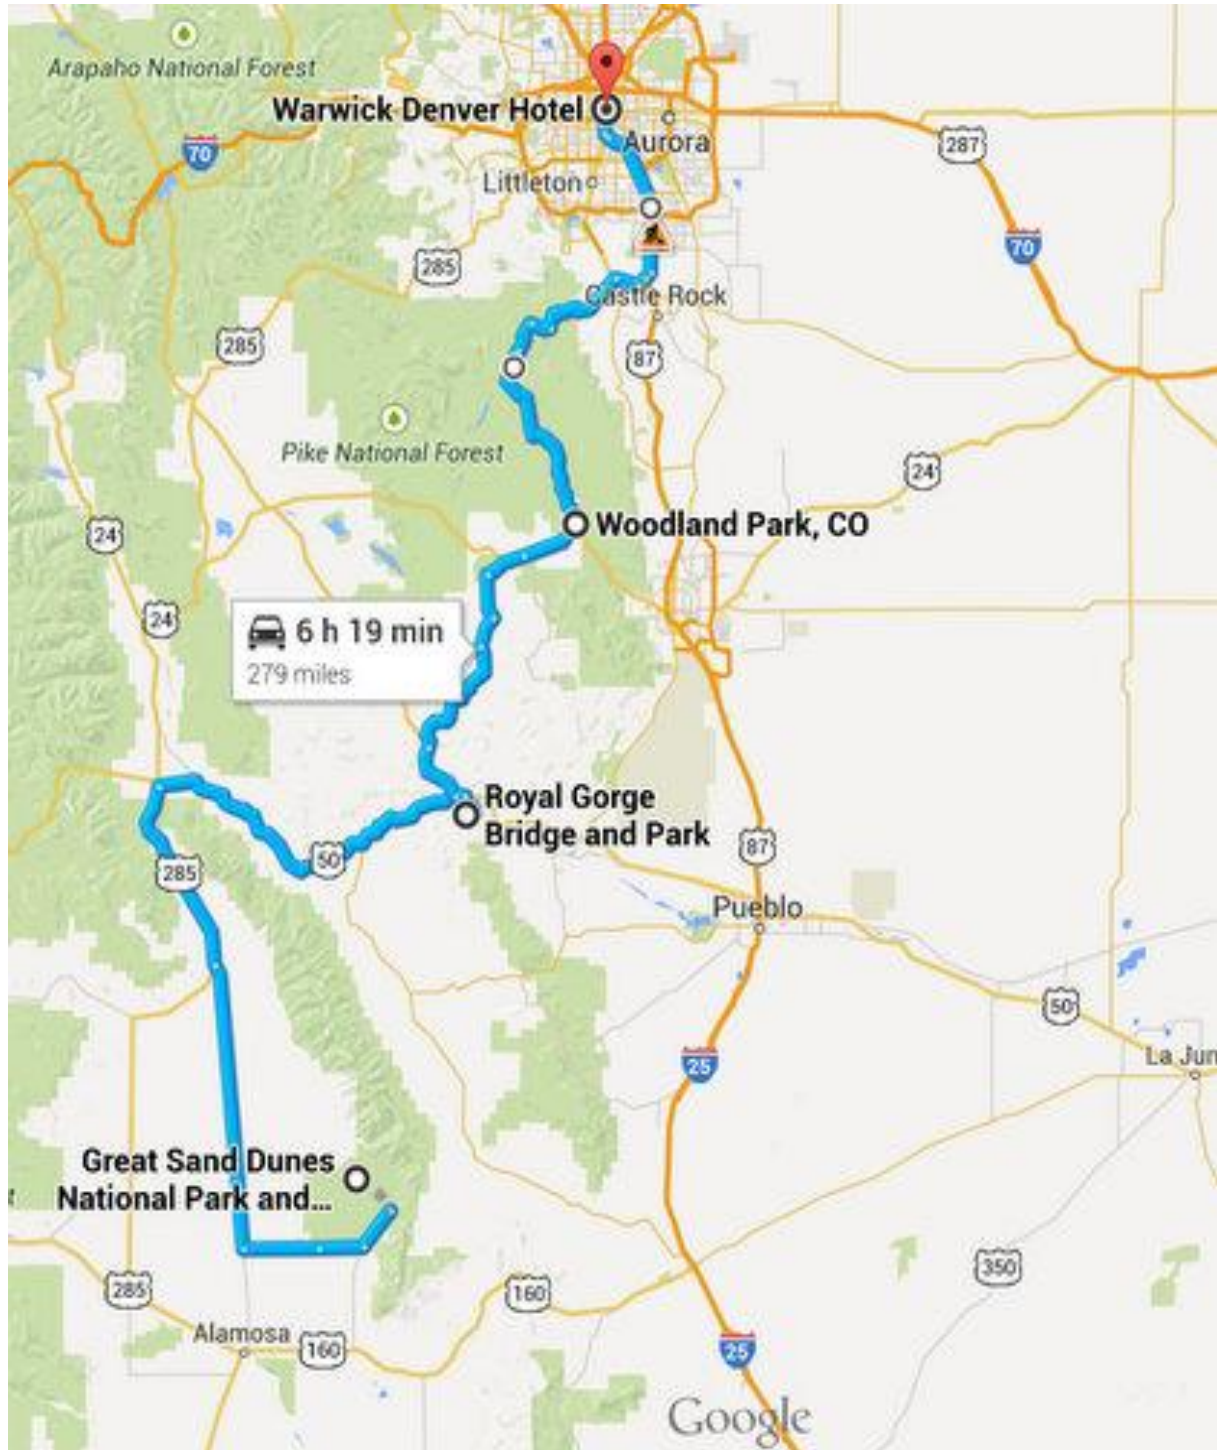 Arapaho National Forest
Warwick Denver Hotel
70
Aurora
287
Littleton
70
285
Castle Rock
285
87
Pike National Forest
24
Woodland Park, CO
24
24
6 h 19 min
279 miles
Royal Gorge
Bridge and Park
50
87
285
Pueblo
50
La Jun
25
Great Sand Dunes
National Park and...
285
160
350
Alamosa
160
25
Google